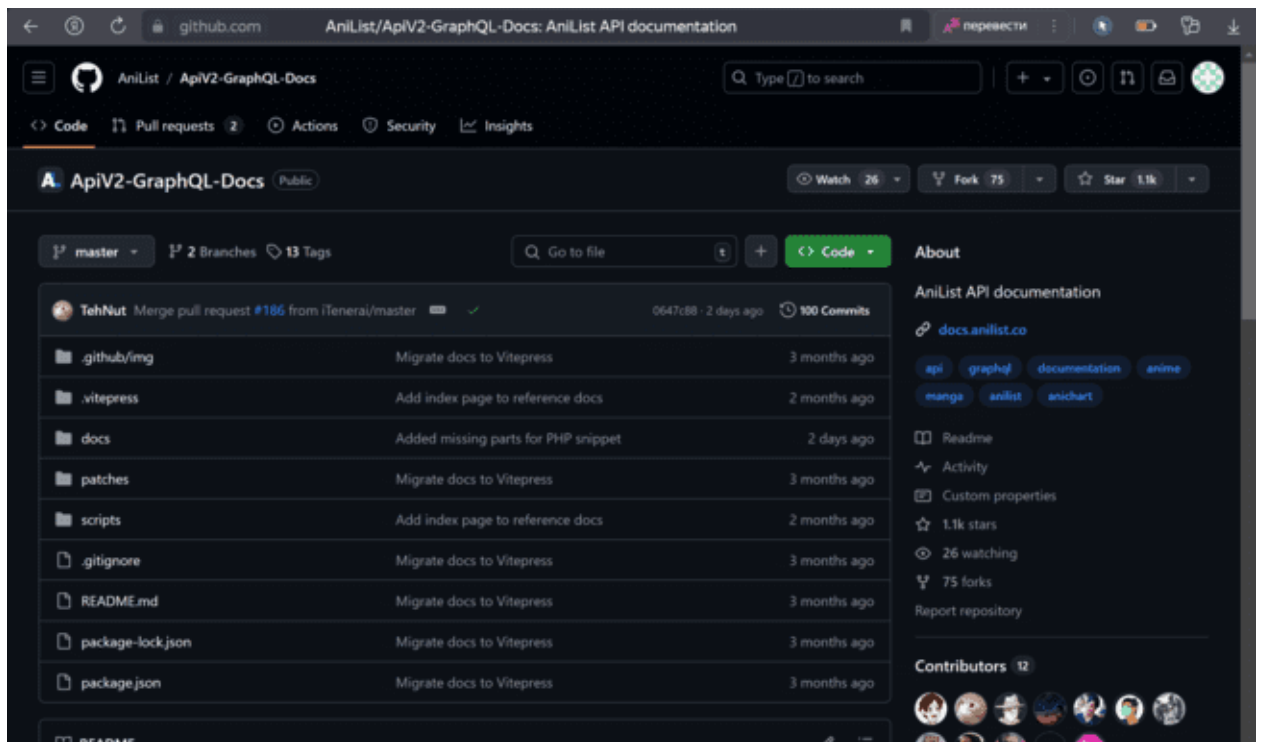 github.com AniList/ApiV2-GraphQL-Docs: AniList API documentation перевести
AniList / ApiV2-GraphQL-Docs Type / to search
Code Pull requests 2 Actions Security Insights
ApiV2-GraphQL-Docs Public Watch 26 Fork 75 Star 1.1k
master 2 Branches 13 Tags Go to file t + Code
TehNut Merge pull request #186 from iTenerai/master 0647c88 · 2 days ago 100 Commits
.github/img Migrate docs to Vitepress 3 months ago
.vitepress Add index page to reference docs 2 months ago
docs Added missing parts for PHP snippet 2 days ago
patches Migrate docs to Vitepress 3 months ago
scripts Add index page to reference docs 2 months ago
.gitignore Migrate docs to Vitepress 3 months ago
README.md Migrate docs to Vitepress 3 months ago
package-lock.json Migrate docs to Vitepress 3 months ago
package.json Migrate docs to Vitepress 3 months ago
README
About
AniList API documentation
docs.anilist.co
api graphql documentation anime
manga anilist anichart
Readme
Activity
Custom properties
1.1k stars
26 watching
75 forks
Report repository
Contributors 12